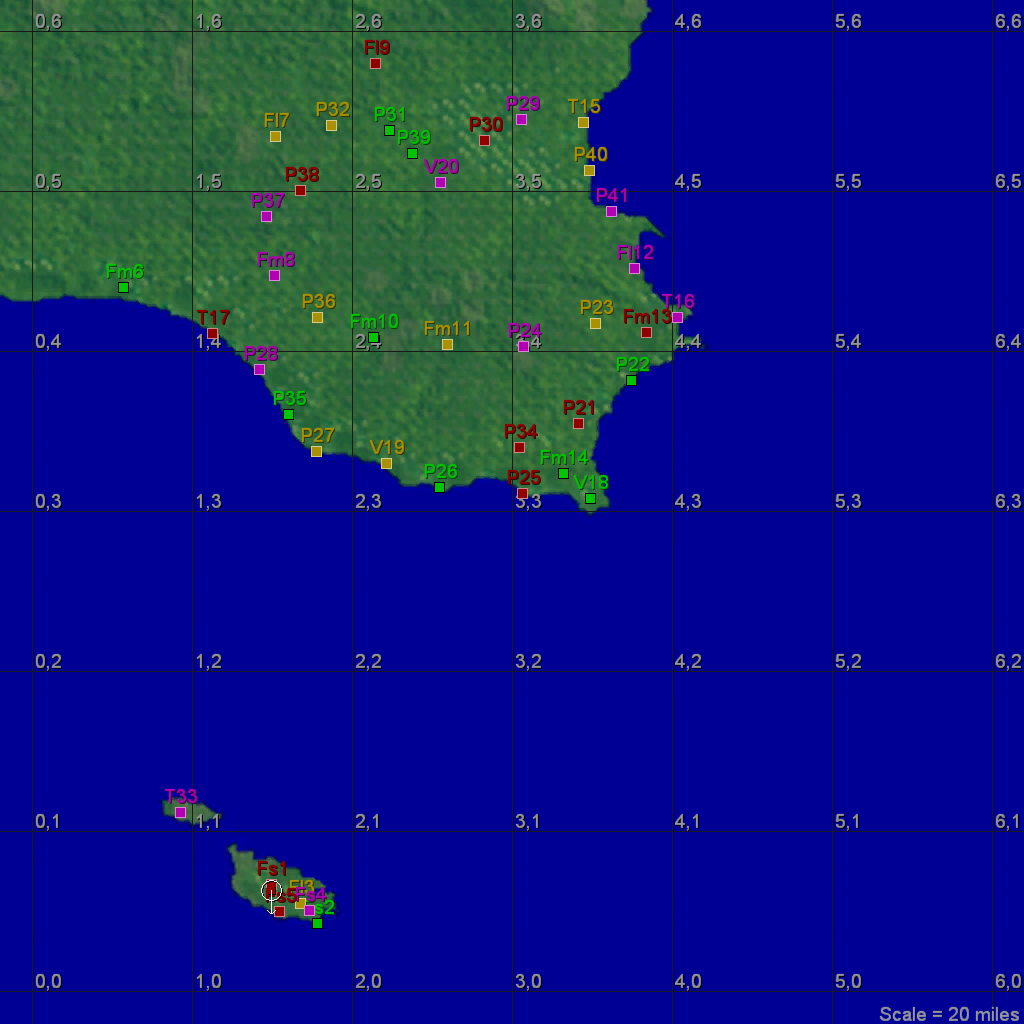 0,6 1,6 2,6 3,6 4,6 5,6 6,6
Fl9
P29 T15
P32 P31
Fl7 P30
P39
P40
V20
P38
0,5 1,5 2,5 3,5 4,5 5,5 6,5
P37 P41
Fl12
Fm8
Fm6
P36 T16
P23
T17 Fm10 Fm13
Fm11 P24
0,4 1,4 2,4 3,4 4,4 5,4 6,4
P28
P22
P35 P21
P27 P34
V19
Fm14
P26 P25
V18
0,3 1,3 2,3 3,3 4,3 5,3 6,3
0,2 1,2 2,2 3,2 4,2 5,2 6,2
T33
0,1 1,1 2,1 3,1 4,1 5,1 6,1
Fs1
Fl3
Fs4
0,0 1,0 2,0 3,0 4,0 5,0 6,0
Scale = 20 miles